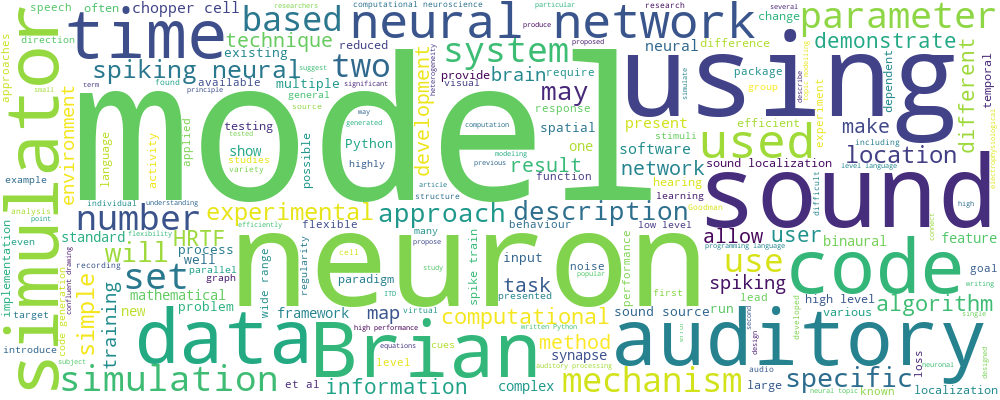 speech often chopper cell
computational neuroscience
researchers
particular
research
several
approaches
direction
time
based
neural network
produce
change
parameter
technique
reduced
system
neural
difference
demonstrate
existing
spiking neural
two
multiple
brain
provide
require
may
package
available
suggest
significant
visual
group
simulate
describe
dependent
temporal
different
simulator
model
using
small
term
found
general
principle
source
way
generated
computation
response
efficient
experiment
environment
language
activity
applied
testing
tested
show
studies
variety
possible
Python
highly
development
heterogeneity
modeling
previous
spatial
result
function
one
present
stimuli
software
network
used
make
location
including
sound localization
level language
difficult
example
individual
understanding
article
structure
learning
hearing
Goodman
sound
high
number
experimental
approach
description
behaviour
low level
allow
user
programming language
binaural
feature
analysis
point
even
flexibility
standard
will
HRTF
flexible
efficiently
many
propose
neuron
implementation
recording
process
well
parallel
graph
wide range
regularity
cell
paradigm
study
spike train
input
noise
popular
task
presented
performance
first
use
spiking
code
goal
writing
connect
target
code generation
simple
training
set
mathematical
new
problem
confluent drawing
framework
map
ITD
virtual
computational
sound source
run
lead
high level
various
algorithm
developed
single
introduce
data
Brian
high performance
equations
written Python
method
synapse
auditory
design
second
subject
simulation
et al
level
cues
information
auditory processing
complex
mechanism
audio
large
specific
neural topic
known
loss
neuronal
designed
localization